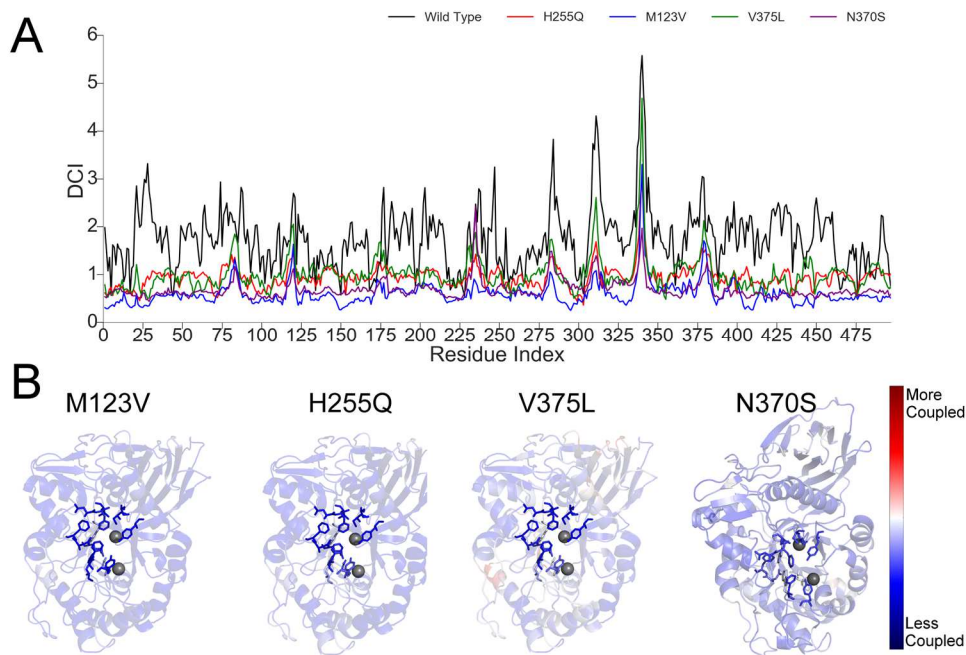 A
Wild Type H255Q M123V V375L N370S
6
5
4
3
2
1
0
DCI
0 25 50 75 100 125 150 175 200 225 250 275 300 325 350 375 400 425 450 475
Residue Index
B
M123V H255Q V375L N370S
More
Coupled
Less
Coupled